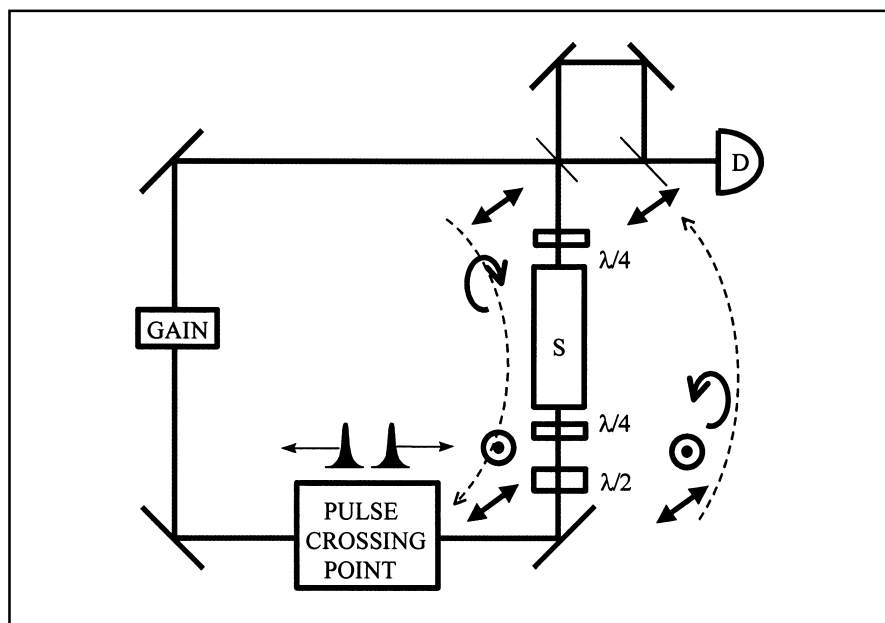 D
λ/4
GAIN
S
λ/4
λ/2
PULSE
CROSSING
POINT